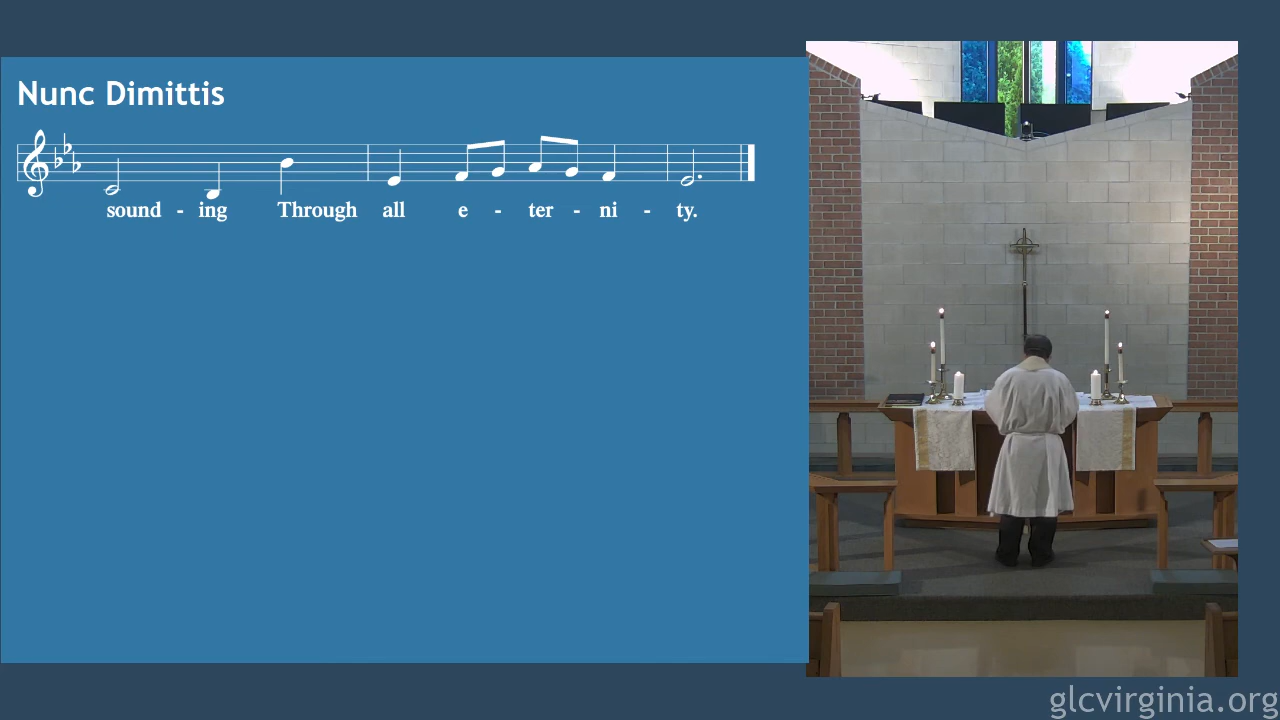 Nunc Dimittis
sound - ing Through all e - ter - ni - ty.
glcvirginia.org